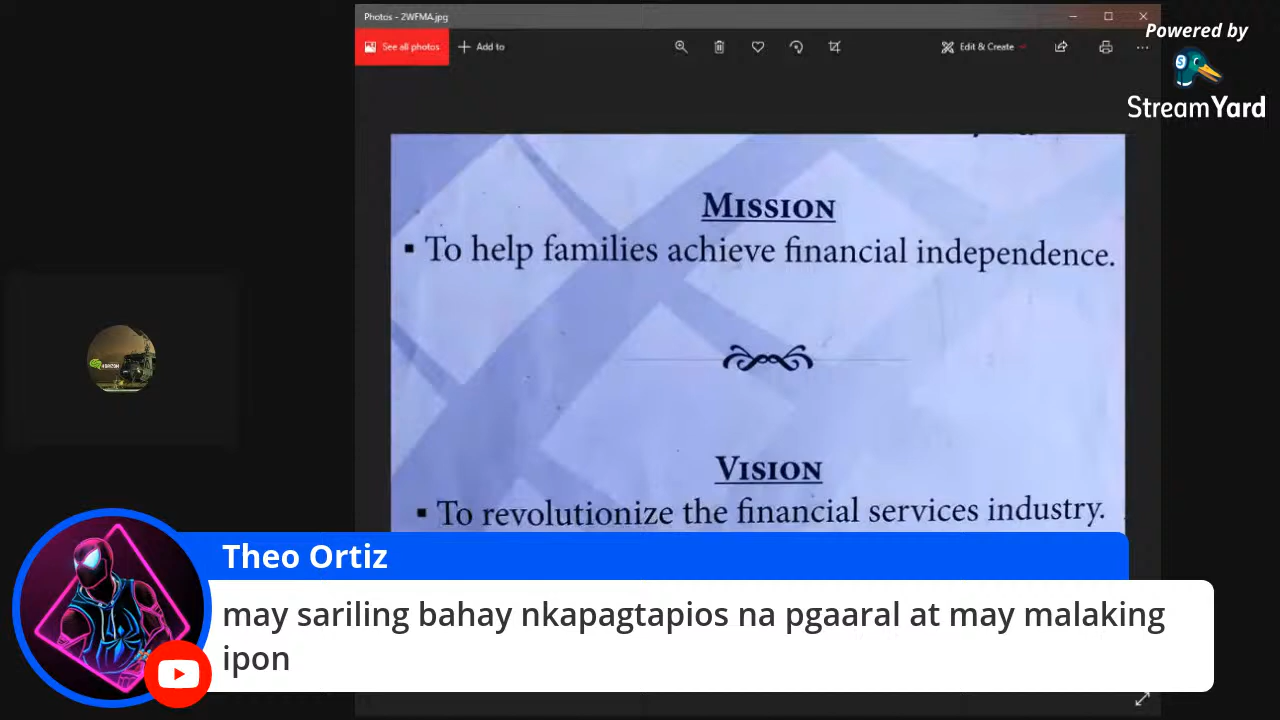 Photos - 2WFMA.jpg
See all photos
Add to
Edit & Create
Powered by
StreamYard
MISSION
▪ To help families achieve financial independence.
VISION
▪ To revolutionize the financial services industry.
Theo Ortiz
may sariling bahay nkapagtapios na pgaaral at may malaking
ipon